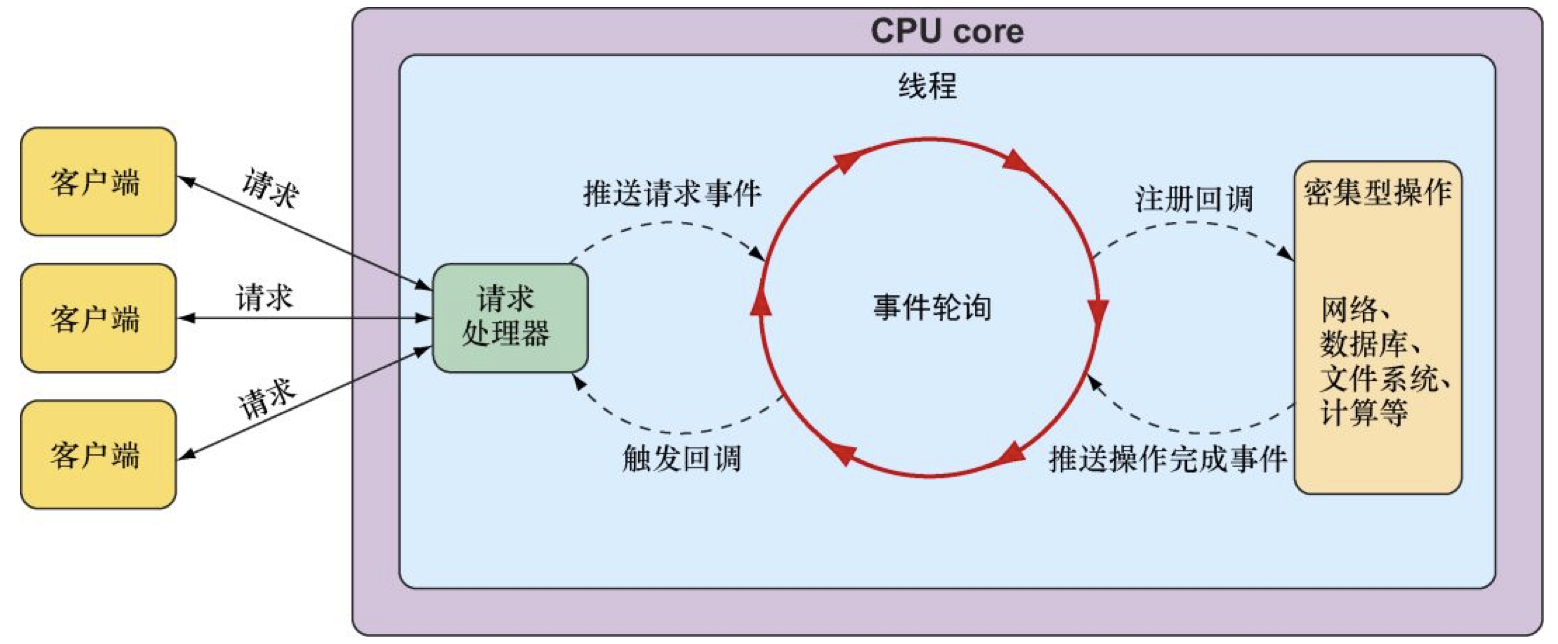 CPU core
线程
客户端
请求
推送请求事件
注册回调
密集型操作
客户端
请求
请求
处理器
事件轮询
网络、
数据库、
文件系统、
计算等
客户端
请求
触发回调
推送操作完成事件